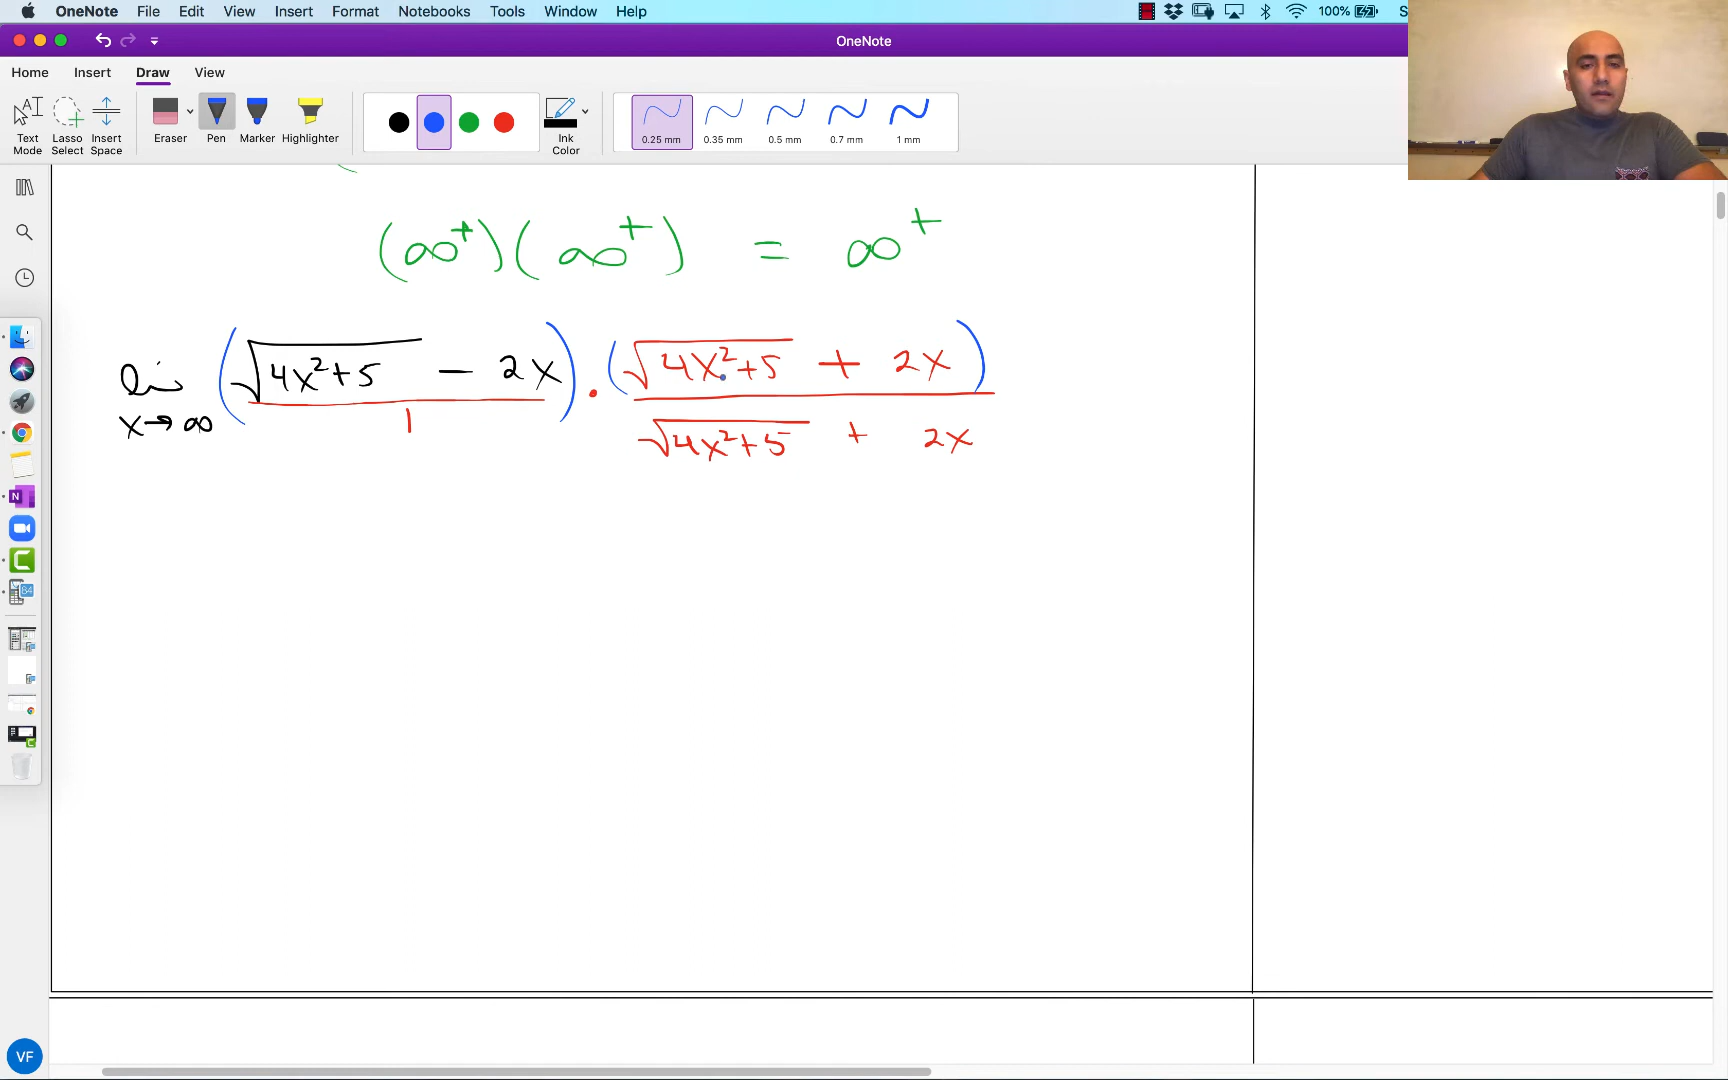 OneNote File Edit View Insert Format Notebooks Tools Window Help 100%
OneNote
Home Insert Draw View
Text Mode Lasso Select Insert Space Eraser Pen Marker Highlighter Ink Color 0.25 mm 0.35 mm 0.5 mm 0.7 mm 1 mm
(∞⁺)(∞⁺) = ∞⁺
lim x→∞ (√(4x²+5) − 2x)/1 · (√(4x²+5) + 2x)/(√(4x²+5) + 2x)
VF